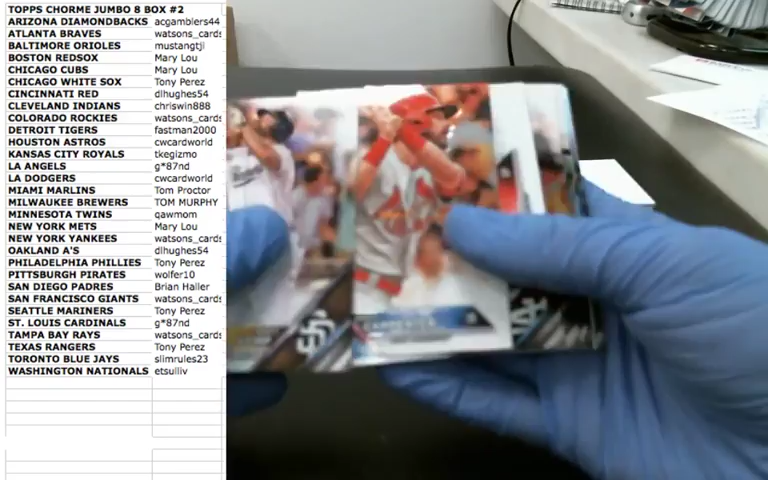 TOPPS CHORME JUMBO 8 BOX #2
ARIZONA DIAMONDBACKS acgamblers44
ATLANTA BRAVES watsons_cards
BALTIMORE ORIOLES mustangtji
BOSTON REDSOX Mary Lou
CHICAGO CUBS Mary Lou
CHICAGO WHITE SOX Tony Perez
CINCINNATI RED dlhughes54
CLEVELAND INDIANS chriswin888
COLORADO ROCKIES watsons_cards
DETROIT TIGERS fastman2000
HOUSTON ASTROS cwcardworld
KANSAS CITY ROYALS tkegizmo
LA ANGELS g*87nd
LA DODGERS cwcardworld
MIAMI MARLINS Tom Proctor
MILWAUKEE BREWERS TOM MURPHY
MINNESOTA TWINS qawmom
NEW YORK METS Mary Lou
NEW YORK YANKEES watsons_cards
OAKLAND A'S dlhughes54
PHILADELPHIA PHILLIES Tony Perez
PITTSBURGH PIRATES wolfer10
SAN DIEGO PADRES Brian Haller
SAN FRANCISCO GIANTS watsons_cards
SEATTLE MARINERS Tony Perez
ST. LOUIS CARDINALS g*87nd
TAMPA BAY RAYS watsons_cards
TEXAS RANGERS Tony Perez
TORONTO BLUE JAYS slimrules23
WASHINGTON NATIONALS etsulliv